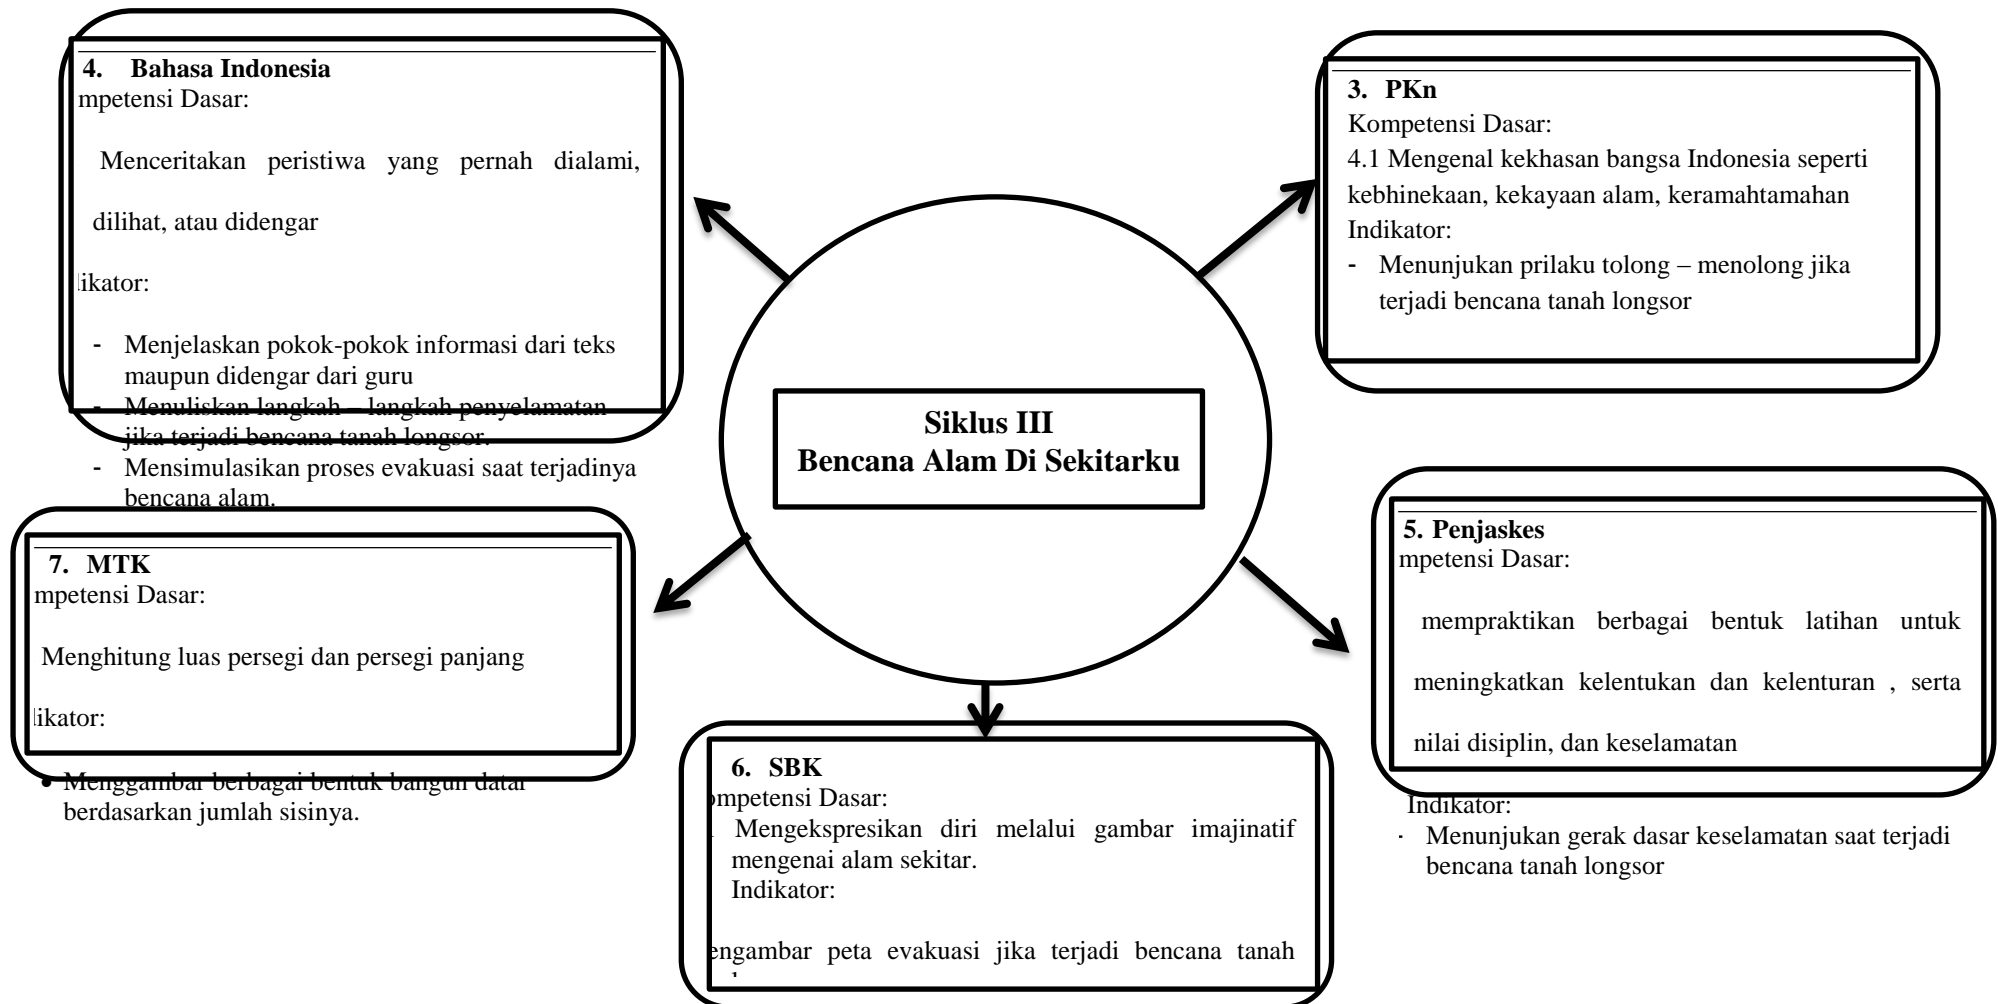 4. Bahasa Indonesia
mpetensi Dasar:
Menceritakan peristiwa yang pernah dialami,
dilihat, atau didengar
ikator:
- Menjelaskan pokok-pokok informasi dari teks
maupun didengar dari guru
- Menuliskan langkah – langkah penyelamatan
jika terjadi bencana tanah longsor.
- Mensimulasikan proses evakuasi saat terjadinya
bencana alam.
3. PKn
Kompetensi Dasar:
4.1 Mengenal kekhasan bangsa Indonesia seperti
kebhinekaan, kekayaan alam, keramahtamahan
Indikator:
- Menunjukan prilaku tolong – menolong jika
terjadi bencana tanah longsor
Siklus III
Bencana Alam Di Sekitarku
7. MTK
mpetensi Dasar:
Menghitung luas persegi dan persegi panjang
likator:
• Menggambar berbagai bentuk bangun datar
berdasarkan jumlah sisinya.
6. SBK
ompetensi Dasar:
Mengekspresikan diri melalui gambar imajinatif
mengenai alam sekitar.
Indikator:
engambar peta evakuasi jika terjadi bencana tanah
5. Penjaskes
mpetensi Dasar:
mempraktikan berbagai bentuk latihan untuk
meningkatkan kelentukan dan kelenturan , serta
nilai disiplin, dan keselamatan
Indikator:
- Menunjukan gerak dasar keselamatan saat terjadi
bencana tanah longsor